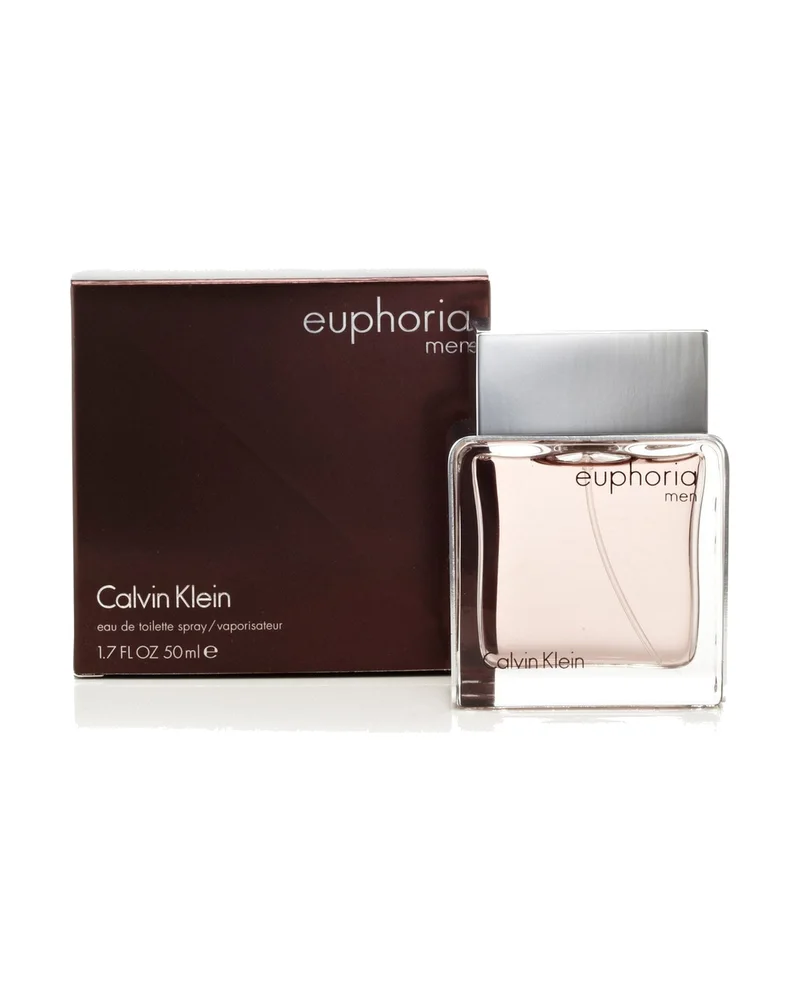 euphoria
men
Calvin Klein
eau de toilette spray/vaporisateur
1.7 FL OZ 50 ml e
euphoria
men
Calvin Klein